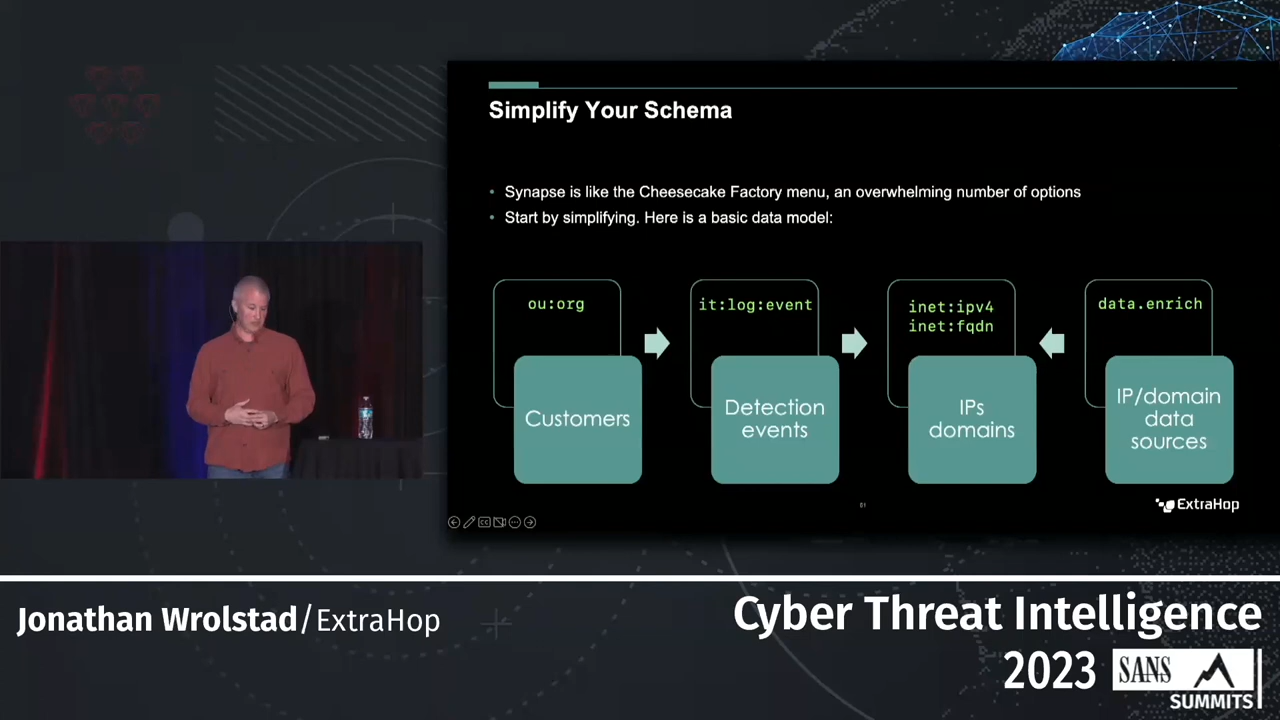 Simplify Your Schema
• Synapse is like the Cheesecake Factory menu, an overwhelming number of options
• Start by simplifying. Here is a basic data model:
ou:org
Customers
it:log:event
Detection
events
inet:ipv4
inet:fqdn
IPs
domains
data.enrich
IP/domain
data
sources
ExtraHop
Jonathan Wrolstad/ExtraHop
Cyber Threat Intelligence
2023 SANS
SUMMITS